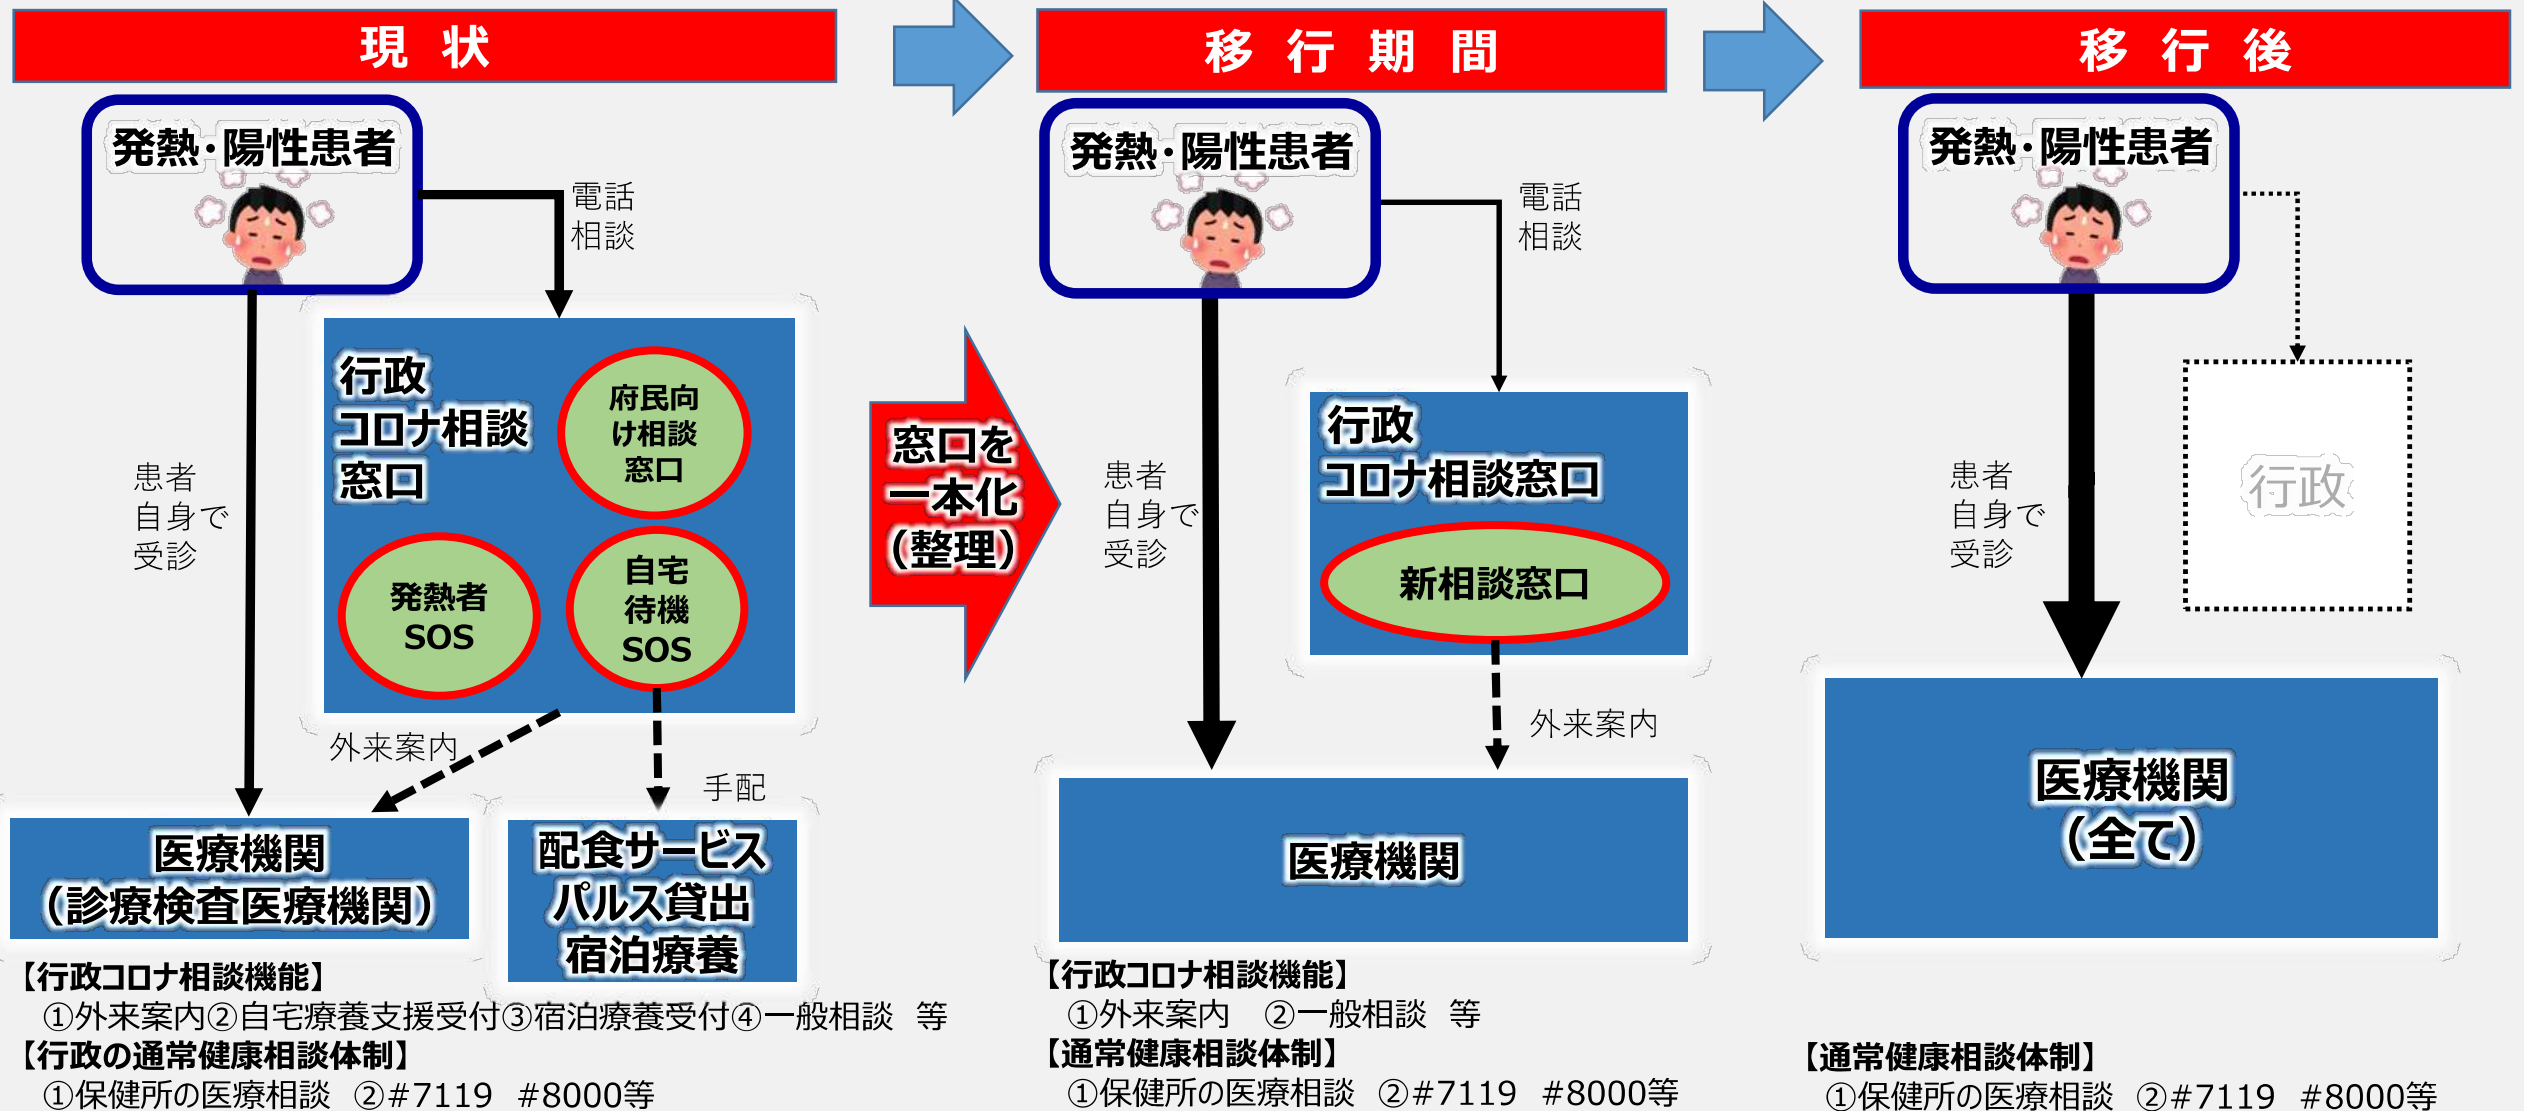 現 状
発熱・陽性患者
電話
相談
行政
コロナ相談
窓口
府民向
け相談
窓口
発熱者
SOS
自宅
待機
SOS
患者
自身で
受診
外来案内
手配
医療機関
（診療検査医療機関）
配食サービス
パルス貸出
宿泊療養
【行政コロナ相談機能】
①外来案内②自宅療養支援受付③宿泊療養受付④一般相談 等
【行政の通常健康相談体制】
①保健所の医療相談 ②#7119 #8000等
窓口を
一本化
（整理）
移 行 期 間
発熱・陽性患者
電話
相談
行政
コロナ相談窓口
新相談窓口
患者
自身で
受診
外来案内
医療機関
【行政コロナ相談機能】
①外来案内 ②一般相談 等
【通常健康相談体制】
①保健所の医療相談 ②#7119 #8000等
移 行 後
発熱・陽性患者
行政
患者
自身で
受診
医療機関
（全て）
【通常健康相談体制】
①保健所の医療相談 ②#7119 #8000等